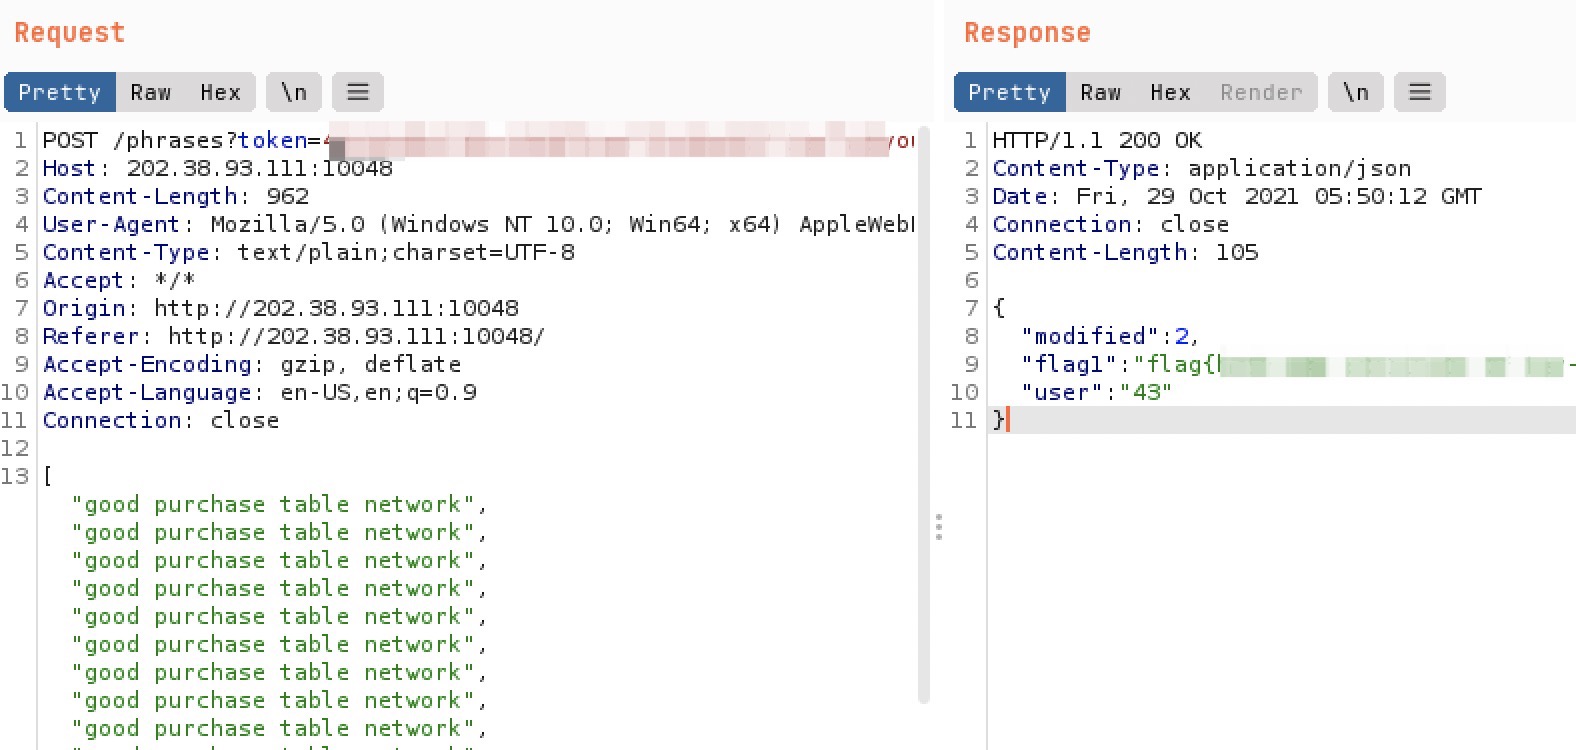 Request
Pretty Raw Hex \n
1 POST /phrases?token=
2 Host: 202.38.93.111:10048
3 Content-Length: 962
4 User-Agent: Mozilla/5.0 (Windows NT 10.0; Win64; x64)
5 Content-Type: text/plain;charset=UTF-8
6 Accept: */*
7 Origin: http://202.38.93.111:10048
8 Referer: http://202.38.93.111:10048/
9 Accept-Encoding: gzip, deflate
10 Accept-Language: en-US,en;q=0.9
11 Connection: close
12
13 [
"good purchase table network",
"good purchase table network",
"good purchase table network",
"good purchase table network",
"good purchase table network",
"good purchase table network",
"good purchase table network",
"good purchase table network",
"good purchase table network",
Response
Pretty Raw Hex Render \n
1 HTTP/1.1 200 OK
2 Content-Type: application/json
3 Date: Fri, 29 Oct 2021 05:50:12 GMT
4 Connection: close
5 Content-Length: 105
6
7 {
8 "modified":2,
9 "flag1":"flag{
10 "user":"43"
11 }